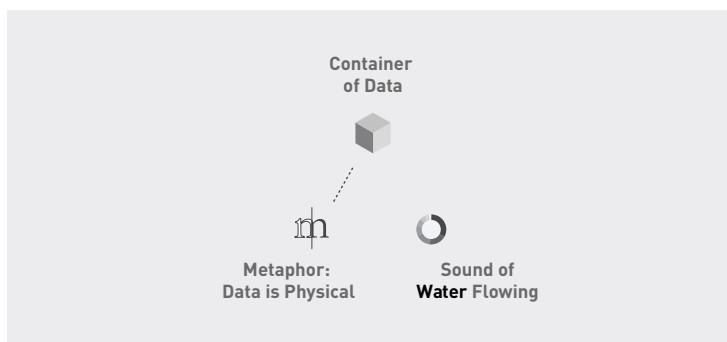 Container
of Data
m
Metaphor:
Data is Physical
Sound of
Water Flowing